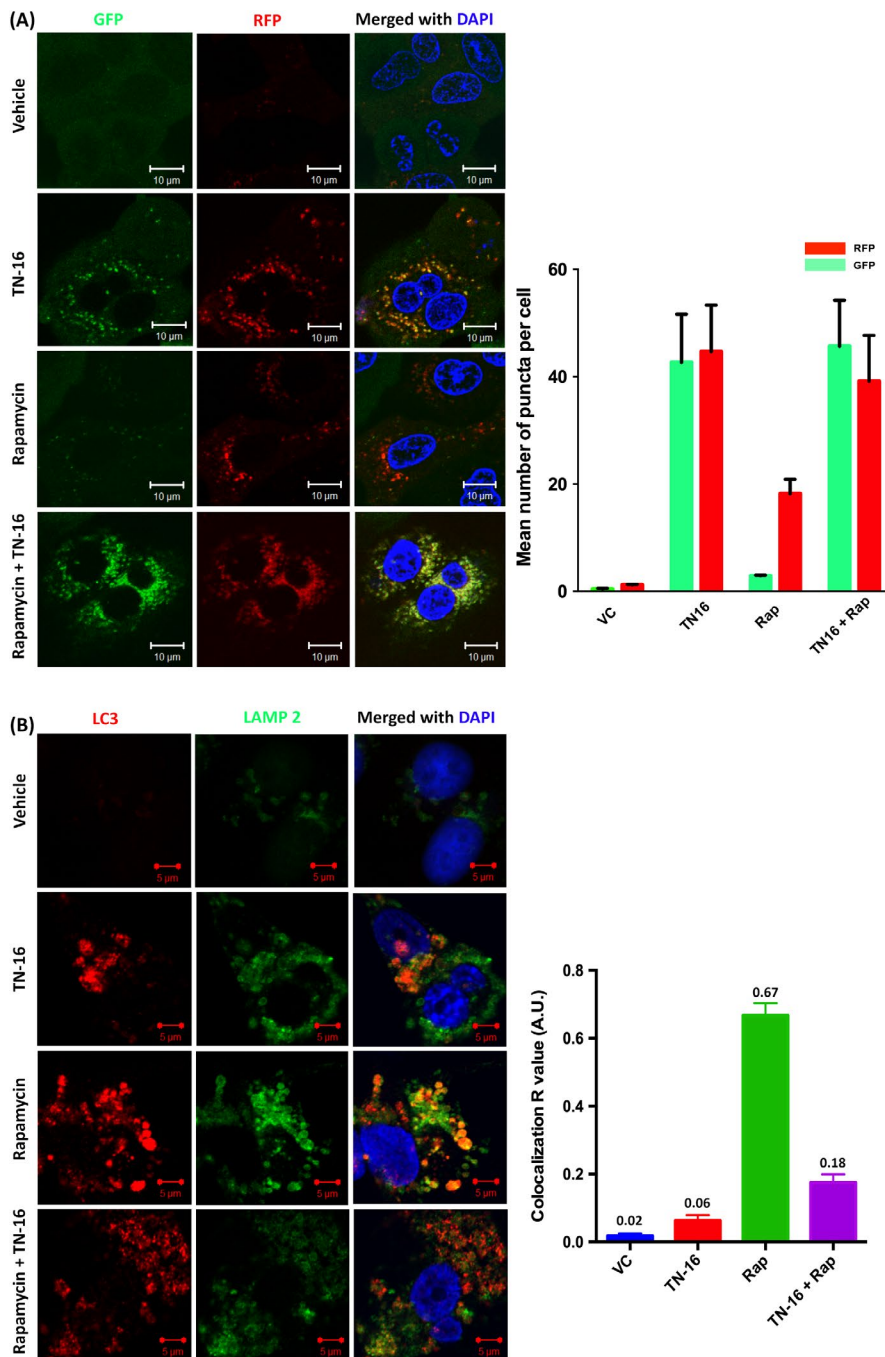 (A)
GFP RFP Merged with DAPI
Vehicle
10 µm 10 µm 10 µm
TN-16
10 µm 10 µm 10 µm
Rapamycin
10 µm 10 µm 10 µm
Rapamycin + TN-16
10 µm 10 µm 10 µm
RFP
GFP
Mean number of puncta per cell
60
40
20
0
VC TN16 Rap TN16 + Rap
(B)
LC3 LAMP 2 Merged with DAPI
Vehicle
5 µm 5 µm 5 µm
TN-16
5 µm 5 µm 5 µm
Rapamycin
5 µm 5 µm 5 µm
Rapamycin + TN-16
5 µm 5 µm 5 µm
Colocalization R value (A.U.)
0.8
0.6
0.4
0.2
0.0
0.02 0.06 0.67 0.18
VC TN-16 Rap TN-16 + Rap